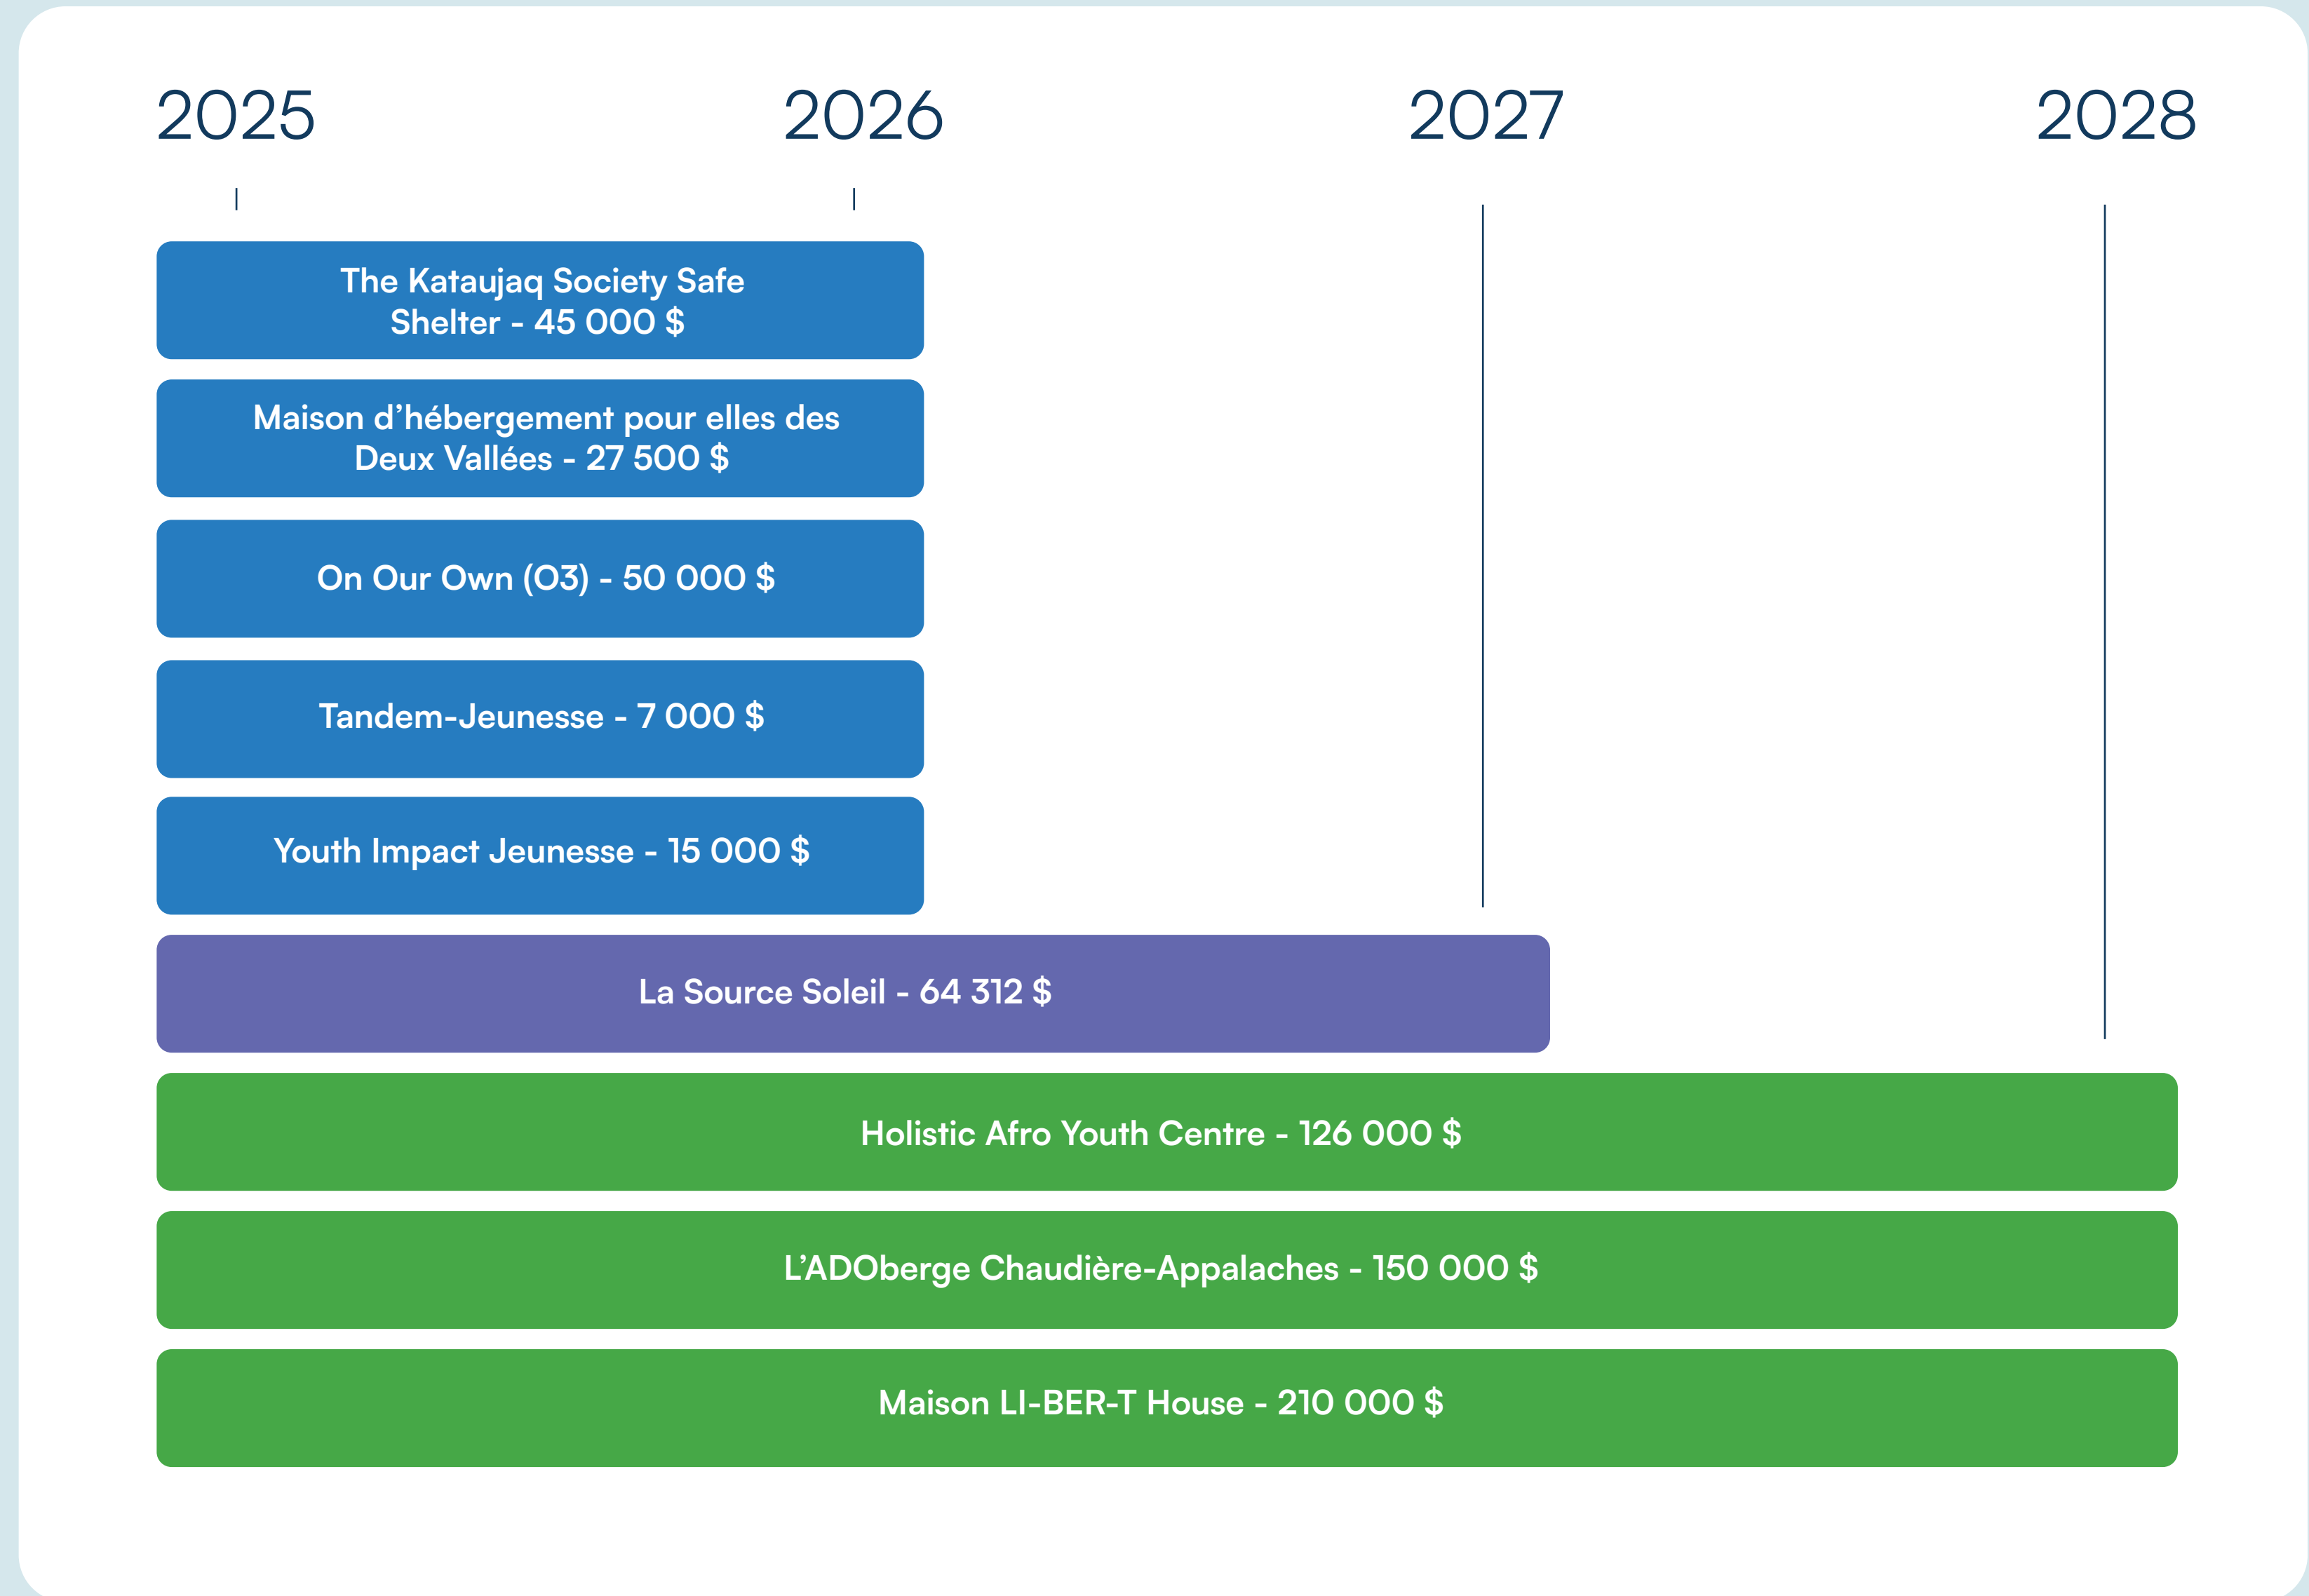 2025 2026 2027 2028
The Kataujaq Society Safe
Shelter - 45 000 $
Maison d’hébergement pour elles des
Deux Vallées - 27 500 $
On Our Own (O3) - 50 000 $
Tandem-Jeunesse - 7 000 $
Youth Impact Jeunesse - 15 000 $
La Source Soleil - 64 312 $
Holistic Afro Youth Centre - 126 000 $
L’ADOberge Chaudière-Appalaches - 150 000 $
Maison LI-BER-T House - 210 000 $